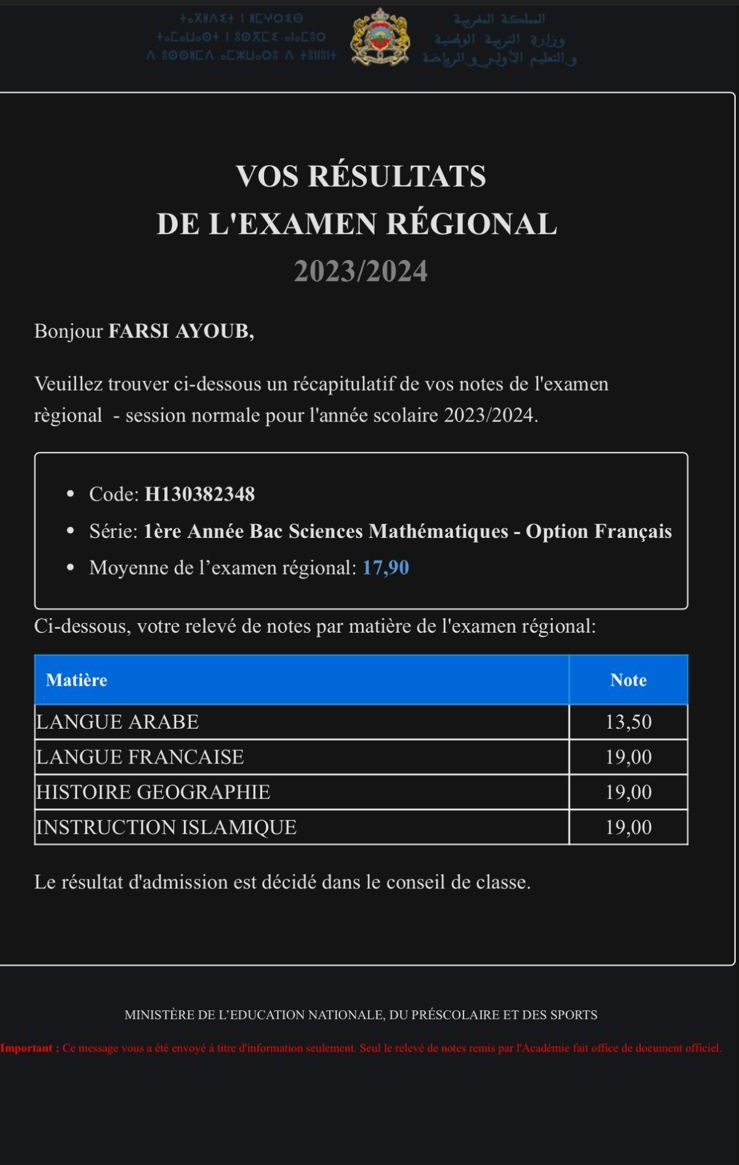 ⵜⴰⴳⵍⴷⵉⵜ ⵏ ⵍⵎⵖⵔⵉⴱ
المملكة المغربية
وزارة التربية الوطنية
والتعليم الأولي والرياضة
VOS RÉSULTATS
DE L'EXAMEN RÉGIONAL
2023/2024
Bonjour FARSI AYOUB,
Veuillez trouver ci-dessous un récapitulatif de vos notes de l'examen
règional - session normale pour l'année scolaire 2023/2024.
• Code: H130382348
• Série: 1ère Année Bac Sciences Mathématiques - Option Français
• Moyenne de l’examen régional: 17,90
Ci-dessous, votre relevé de notes par matière de l'examen régional:
Matière Note
LANGUE ARABE 13,50
LANGUE FRANCAISE 19,00
HISTOIRE GEOGRAPHIE 19,00
INSTRUCTION ISLAMIQUE 19,00
Le résultat d'admission est décidé dans le conseil de classe.
MINISTÈRE DE L’EDUCATION NATIONALE, DU PRÉSCOLAIRE ET DES SPORTS
Important : Ce message vous a été envoyé à titre d'information seulement. Seul le relevé de notes remis par l'Académie fait office de document officiel.